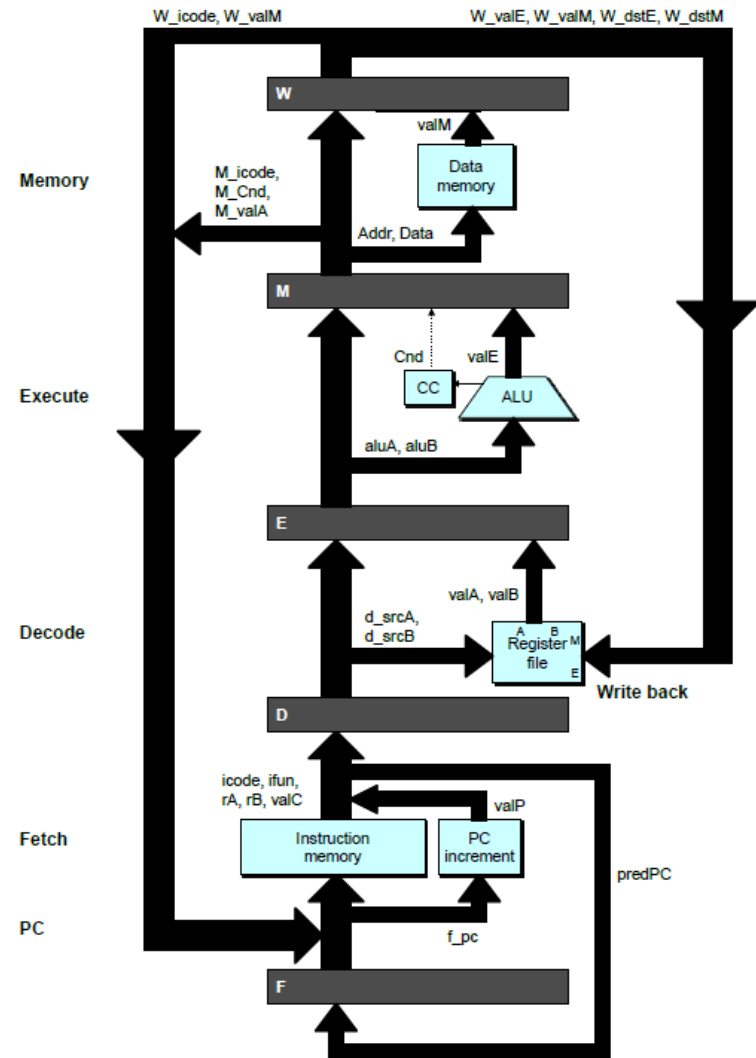 W_icode, W_valM
W_valE, W_valM, W_dstE, W_dstM
W
valM
Data
memory
Memory
M_icode,
M_Cnd,
M_valA
Addr, Data
M
Cnd
valE
CC
ALU
Execute
aluA, aluB
E
valA, valB
d_srcA,
d_srcB
Decode
A B
Register
file
M
E
Write back
D
icode, ifun,
rA, rB, valC
valP
Fetch
Instruction
memory
PC
increment
predPC
PC
f_pc
F